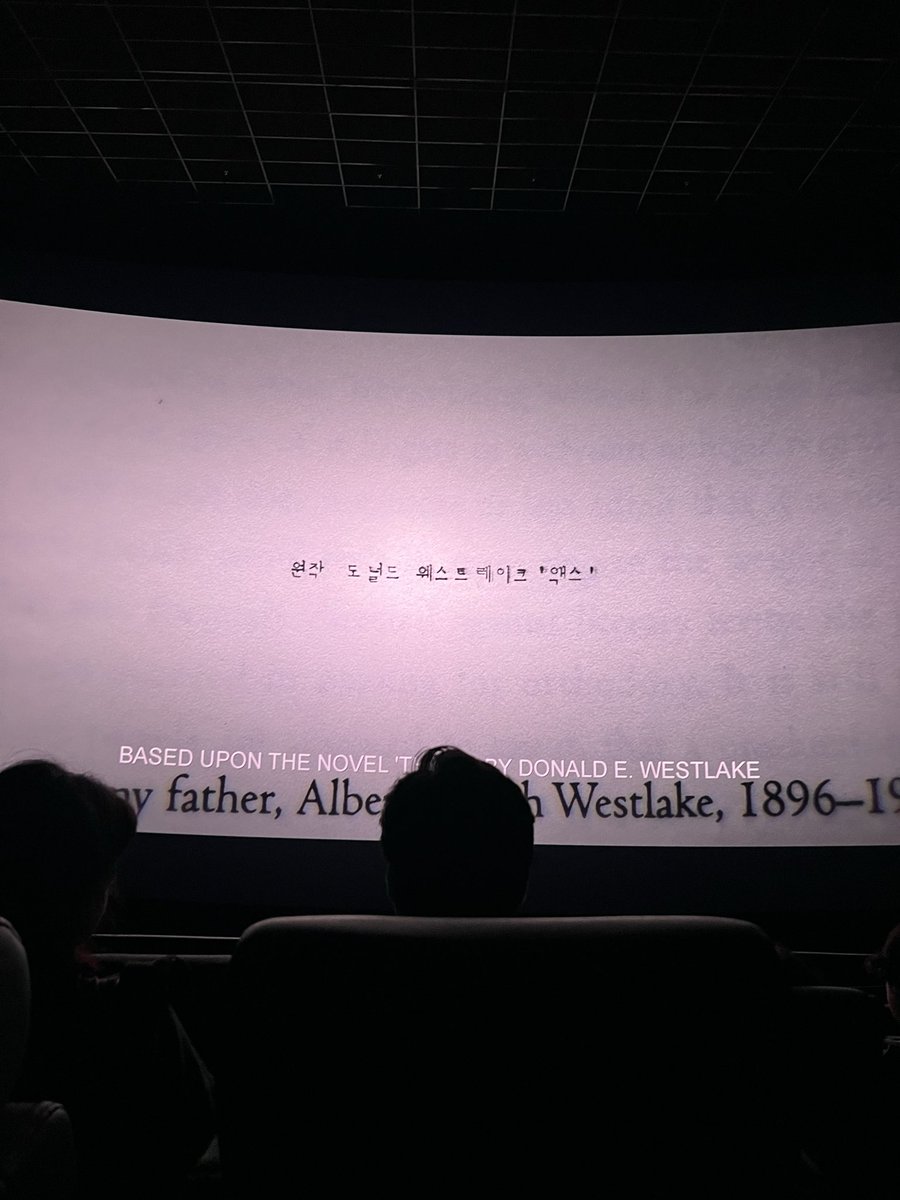 원작 도널드 웨스트레이크 '액스'
BASED UPON THE NOVEL BY DONALD E. WESTLAKE
father, Westlake, 1896–